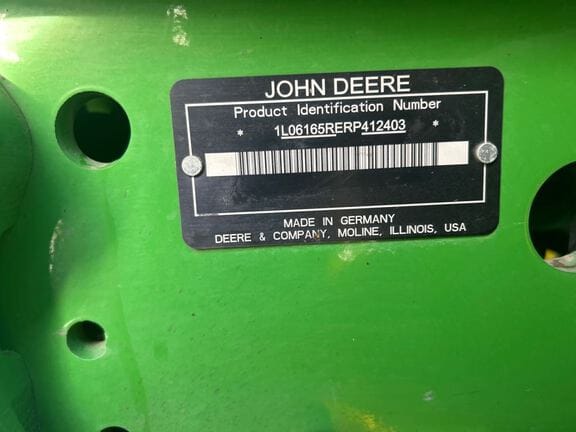 JOHN DEERE
Product Identification Number
* 1L06165RERP412403 *
MADE IN GERMANY
DEERE & COMPANY, MOLINE, ILLINOIS, USA